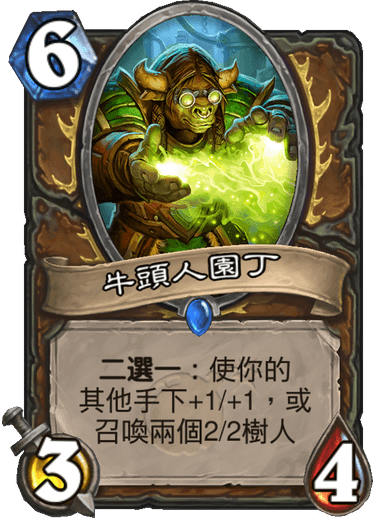 6
牛頭人園丁
二選一：使你的
其他手下+1/+1，或
召喚兩個2/2樹人
3
4